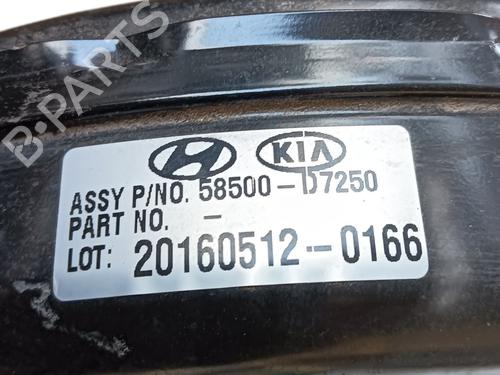 B-PARTS
KIA
ASSY P/NO. 58500-D7250
PART NO. -
LOT: 20160512-0166